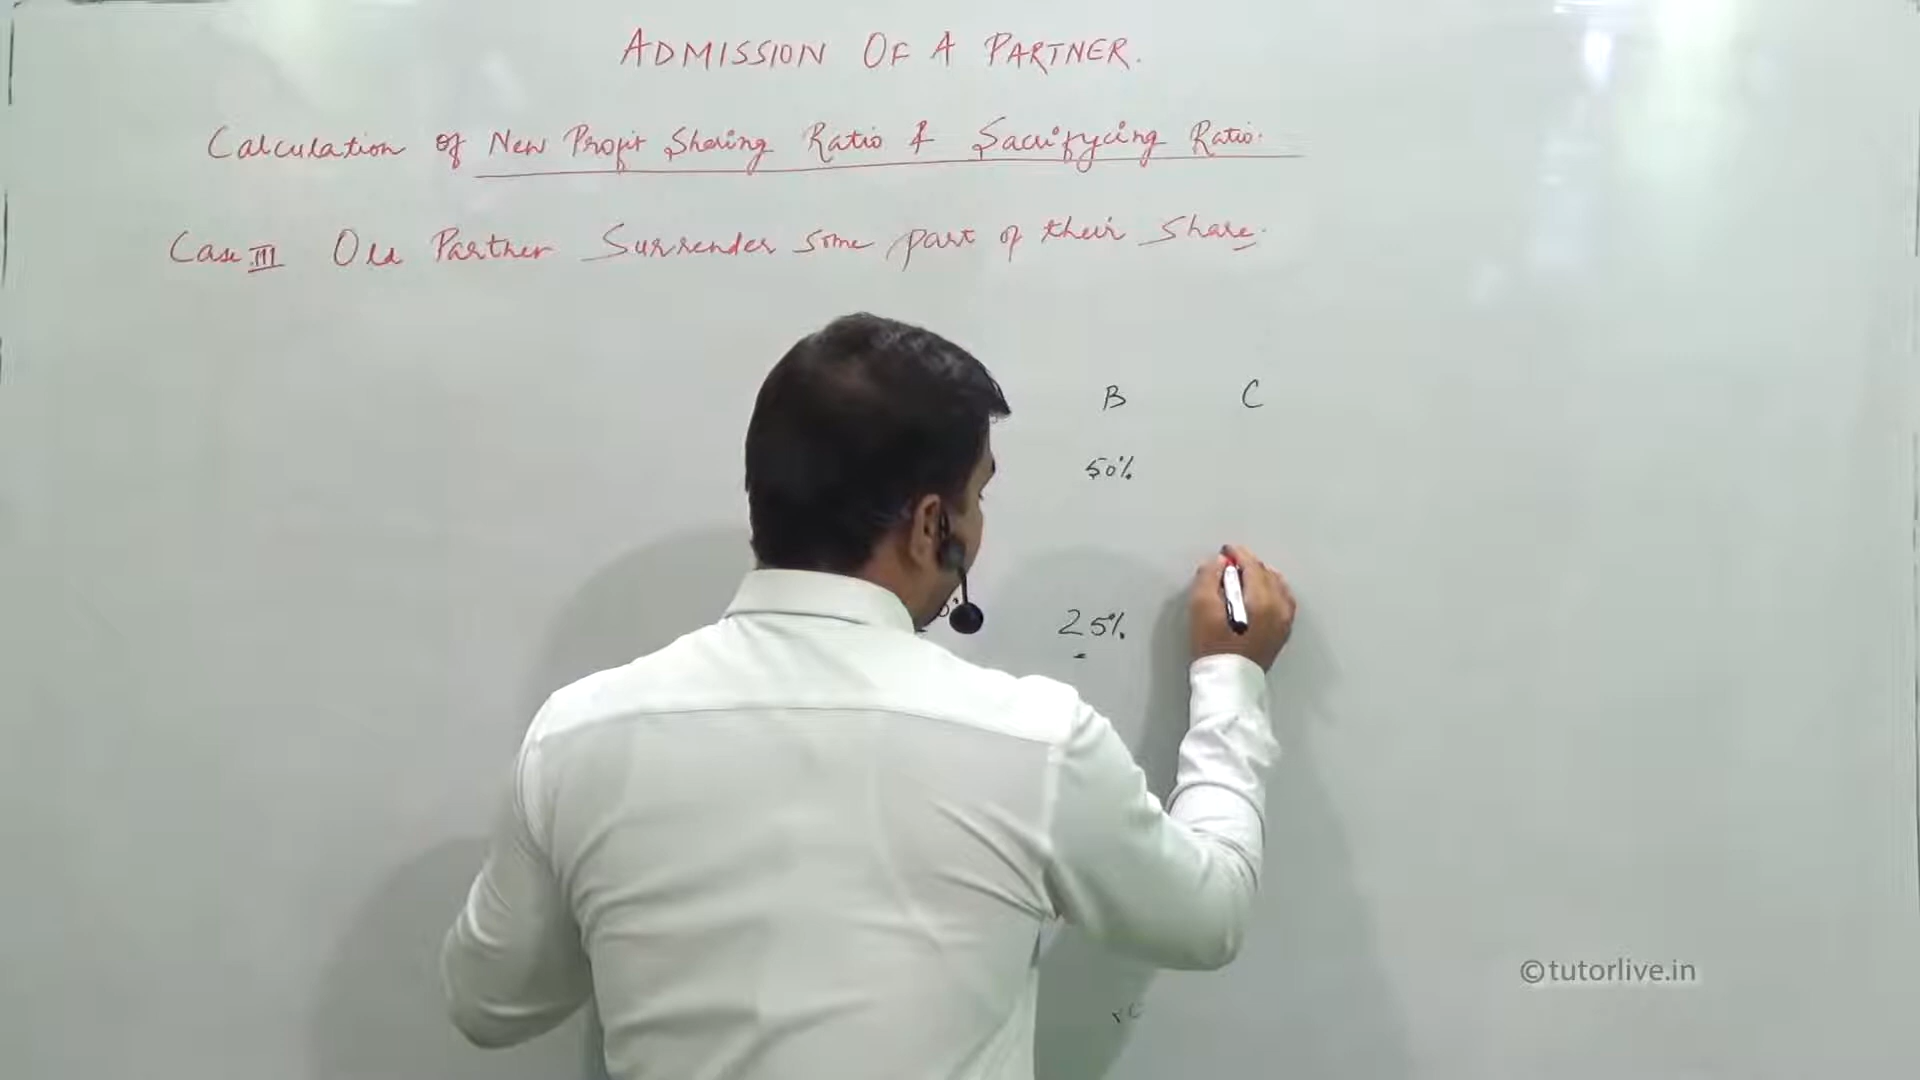 ADMISSION OF A PARTNER.
Calculation of New Profit Sharing Ratio & Sacrifycing Ratio.
Case III Old Partner Surrender some part of their share.
B C
50%
25%
©tutorlive.in